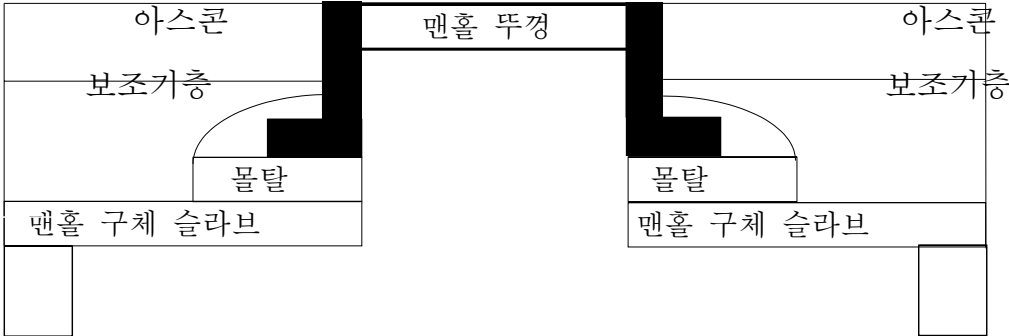 아스콘 맨홀 뚜껑 아스콘
보조기층 보조기층
몰탈 몰탈
맨홀 구체 슬라브 맨홀 구체 슬라브